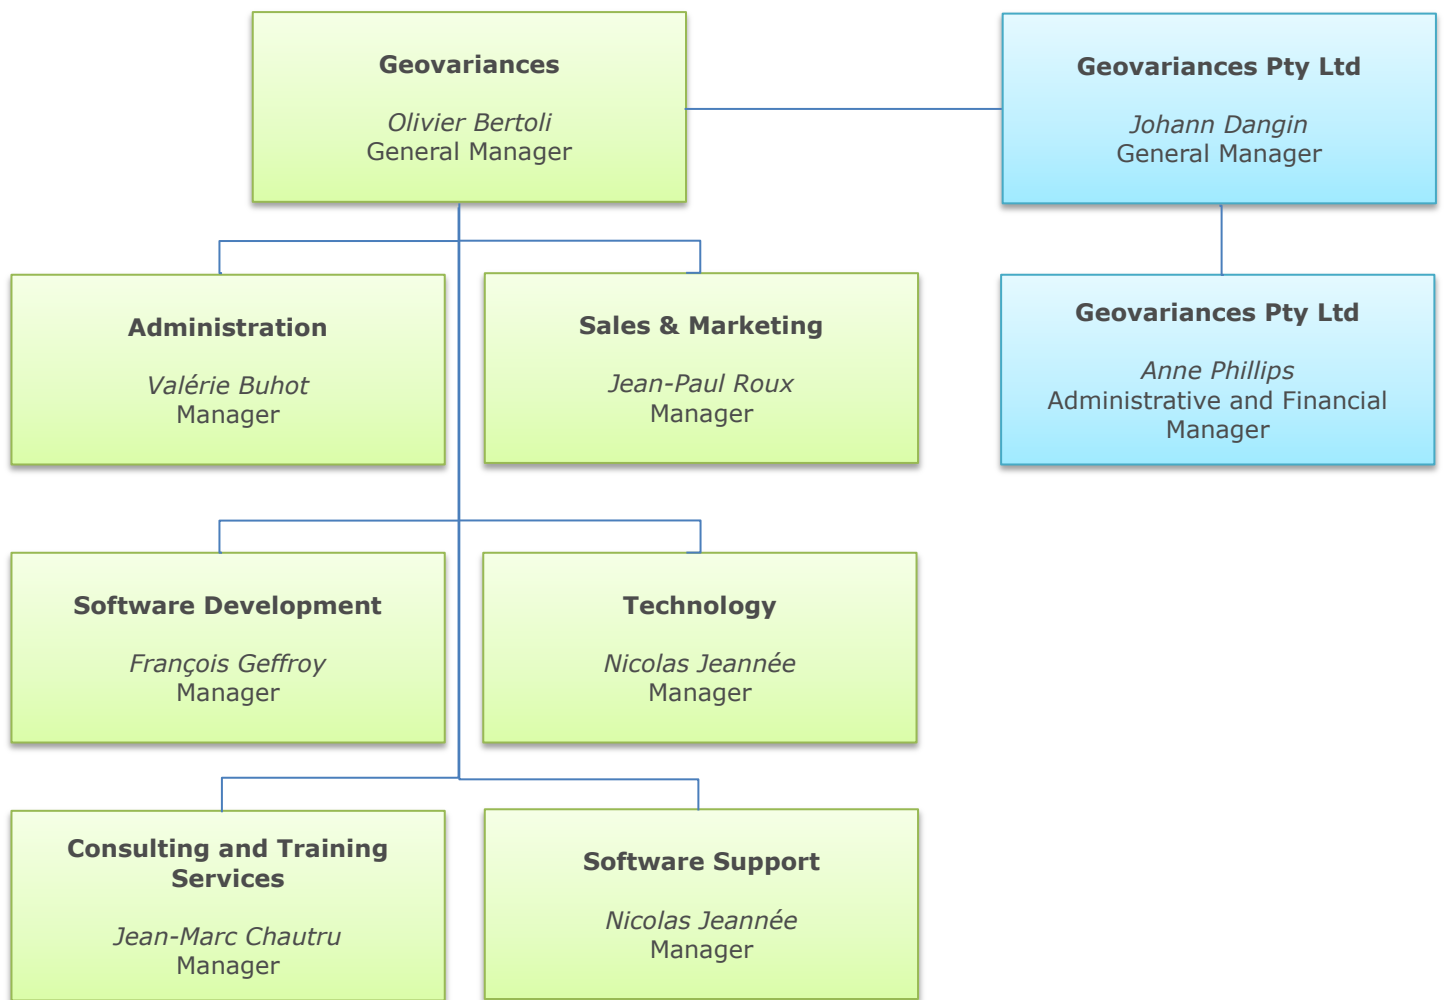 Geovariances
Olivier Bertoli
General Manager
Geovariances Pty Ltd
Johann Dangin
General Manager
Administration
Valérie Buhot
Manager
Sales & Marketing
Jean-Paul Roux
Manager
Geovariances Pty Ltd
Anne Phillips
Administrative and Financial
Manager
Software Development
François Geffroy
Manager
Technology
Nicolas Jeannée
Manager
Consulting and Training
Services
Jean-Marc Chautru
Manager
Software Support
Nicolas Jeannée
Manager